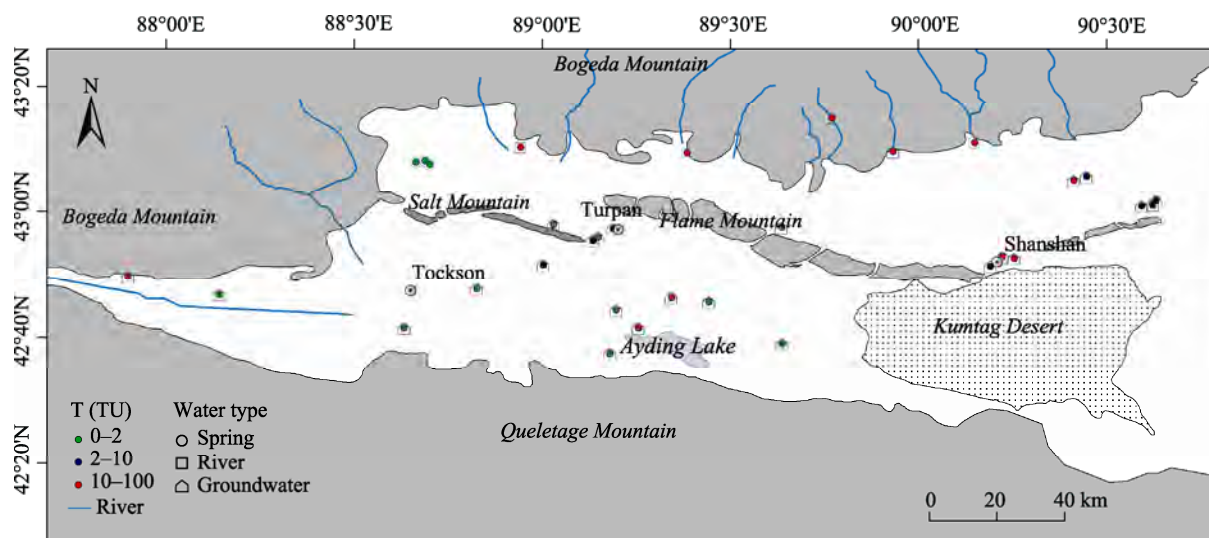 88°00'E 88°30'E 89°00'E 89°30'E 90°00'E 90°30'E
43°20'N
43°00'N
42°40'N
42°20'N
N
Bogeda Mountain
Salt Mountain
Turpan
Flame Mountain
Bogeda Mountain
Shanshan
Tockson
Kumtag Desert
Ayding Lake
Queletage Mountain
T (TU) Water type
0–2 Spring
2–10 River
10–100 Groundwater
River
0 20 40 km